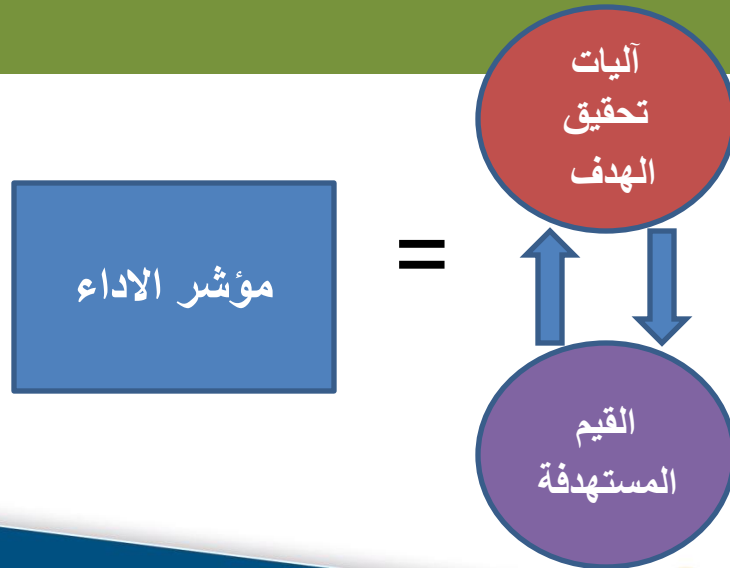 آليات
تحقيق
الهدف
=
مؤشر الاداء
القيم
المستهدفة